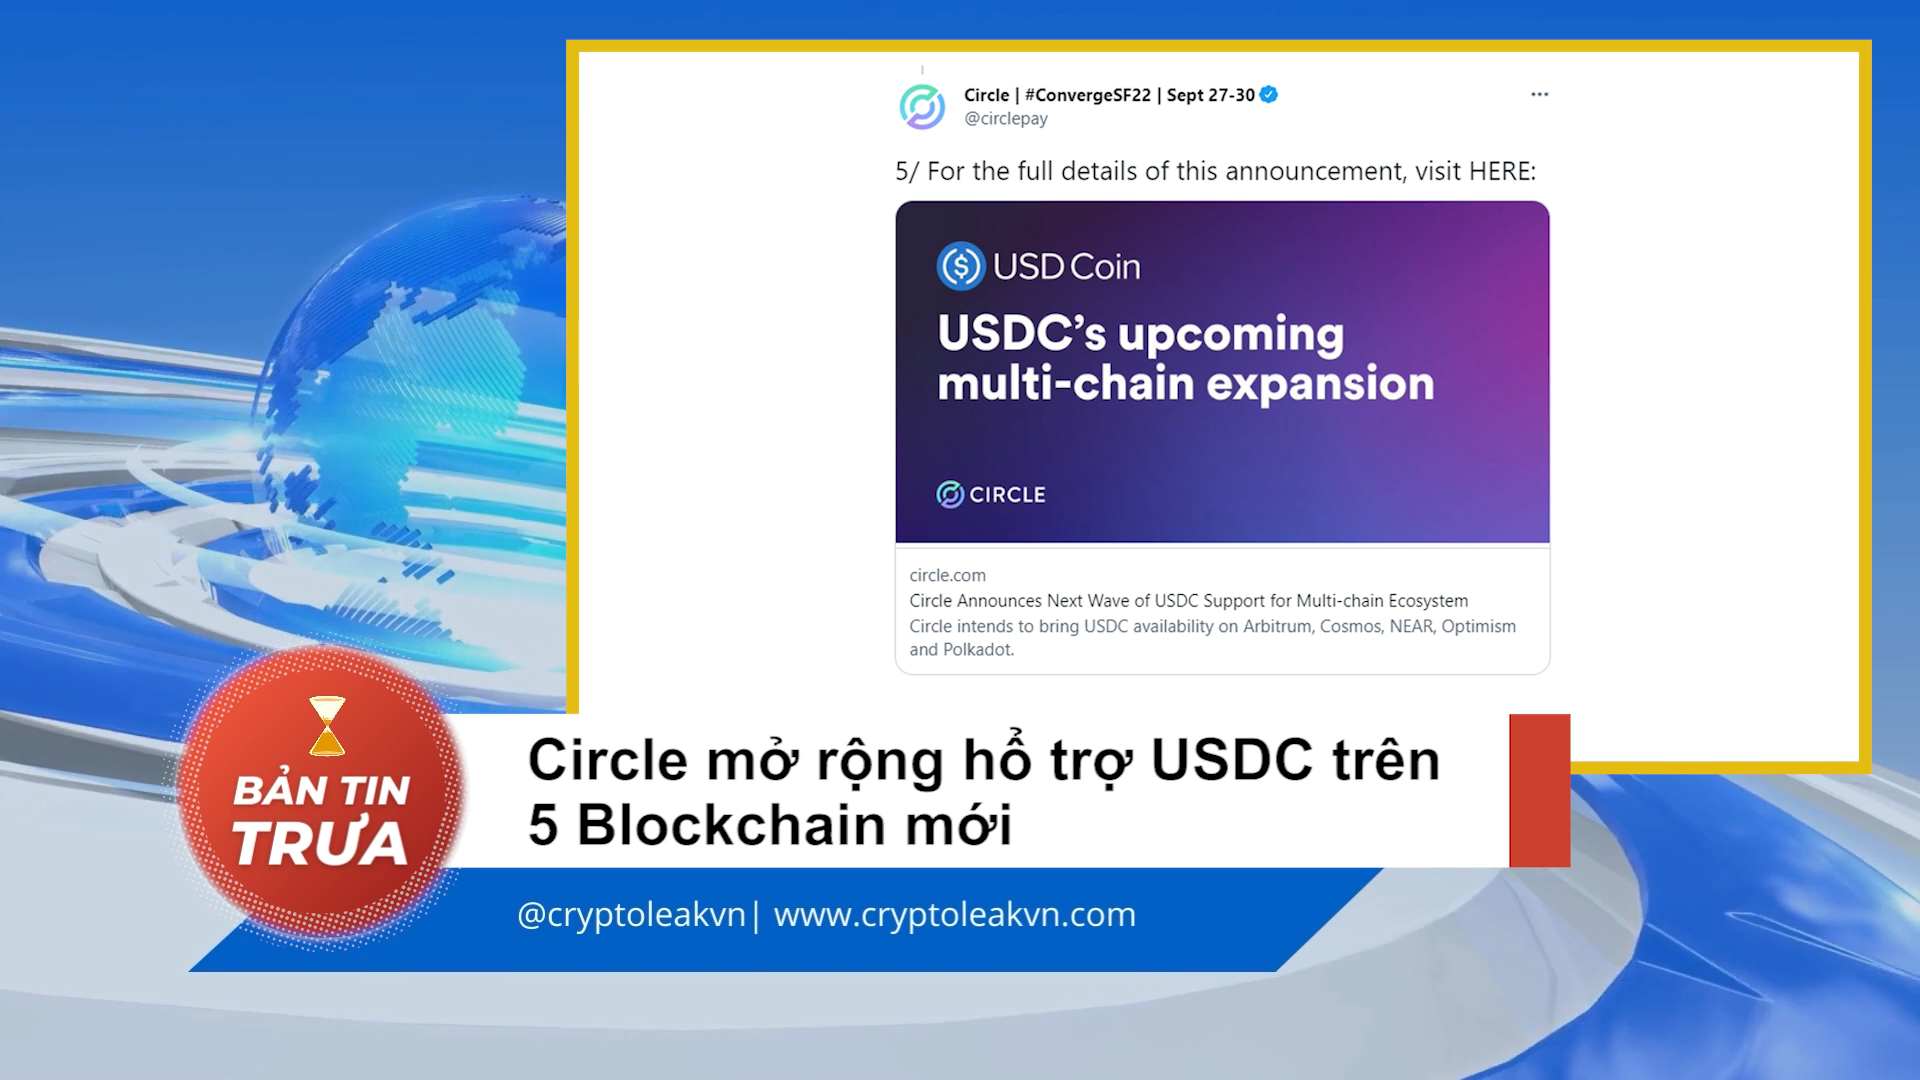 Circle | #ConvergeSF22 | Sept 27-30
@circlepay
5/ For the full details of this announcement, visit HERE:
USD Coin
USDC’s upcoming
multi-chain expansion
CIRCLE
circle.com
Circle Announces Next Wave of USDC Support for Multi-chain Ecosystem
Circle intends to bring USDC availability on Arbitrum, Cosmos, NEAR, Optimism
and Polkadot.
BẢN TIN
TRƯA
Circle mở rộng hổ trợ USDC trên
5 Blockchain mới
@cryptoleakvn| www.cryptoleakvn.com